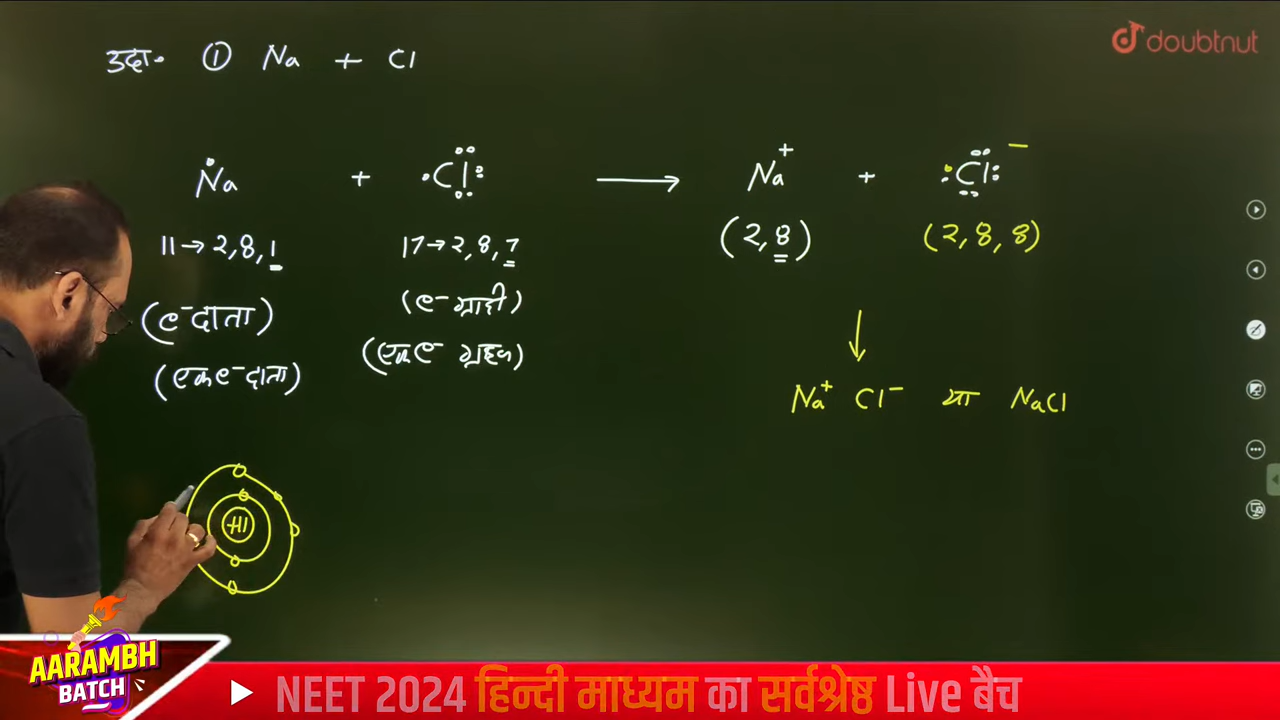 उदा॰ ① Na + Cl
doubtnut
Na + Cl → Na⁺ + Cl⁻
11→2,8,1
17→2,8,7
(2,8)
(2,8,8)
(e⁻दाता)
(e⁻ग्राही)
(एक e⁻ दाता)
(एक e⁻ ग्रहण)
↓
Na⁺ Cl⁻ या NaCl
+11
AARAMBH
BATCH
NEET 2024 हिन्दी माध्यम का सर्वश्रेष्ठ Live बैच